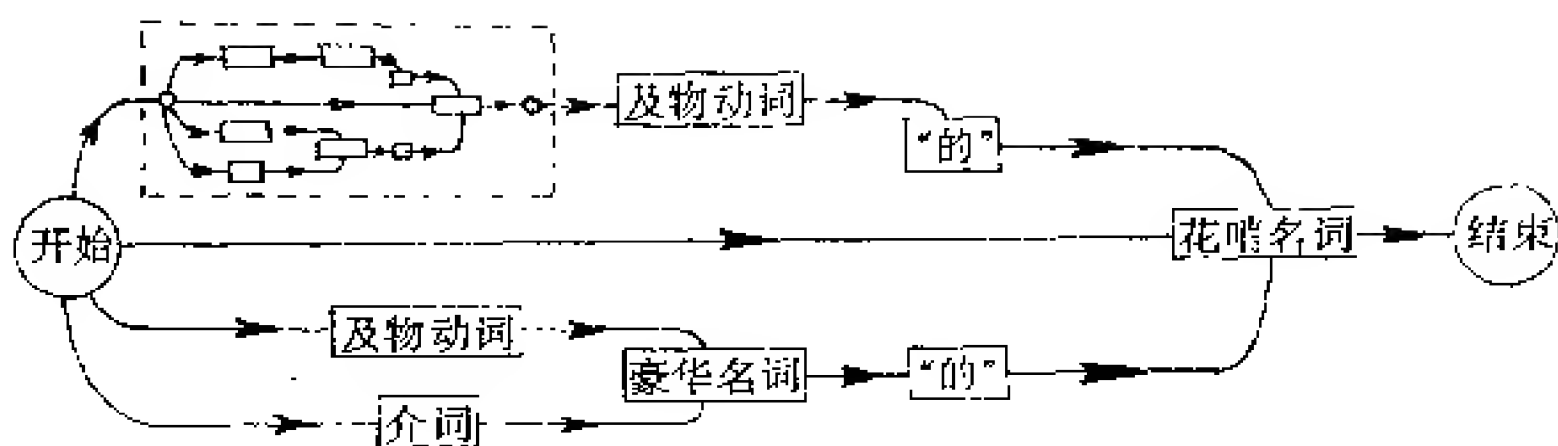 及物动词
“的”
开始
花哨名词
结束
及物动词
豪华名词
“的”
介词